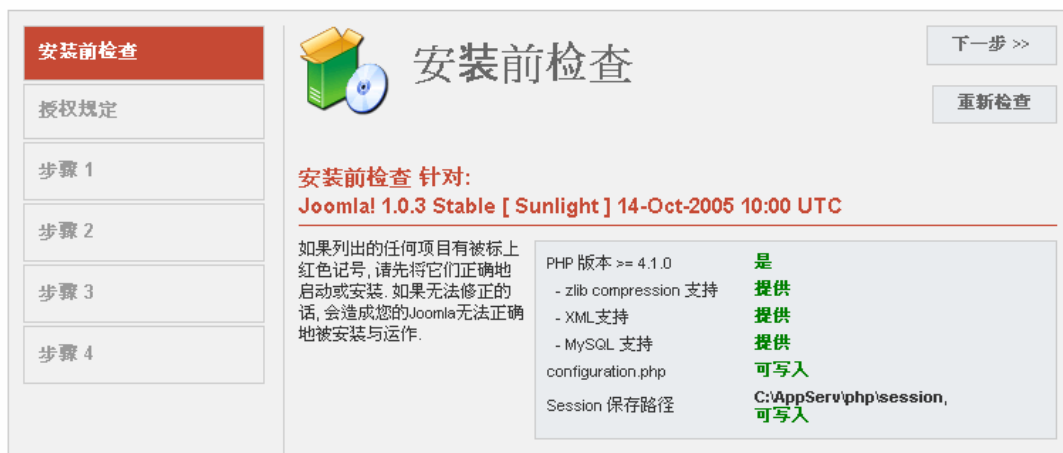 安装前检查
授权规定
步骤 1
步骤 2
步骤 3
步骤 4
安装前检查
下一步 >>
重新检查
安装前检查 针对:
Joomla! 1.0.3 Stable [ Sunlight ] 14-Oct-2005 10:00 UTC
如果列出的任何项目有被标上
红色记号, 请先将它们正确地
启动或安装. 如果无法修正的
话, 会造成您的Joomla无法正确
地被安装与运作.
PHP 版本 >= 4.1.0 是
- zlib compression 支持 提供
- XML支持 提供
- MySQL 支持 提供
configuration.php 可写入
Session 保存路径 C:\AppServ\php\session,
可写入